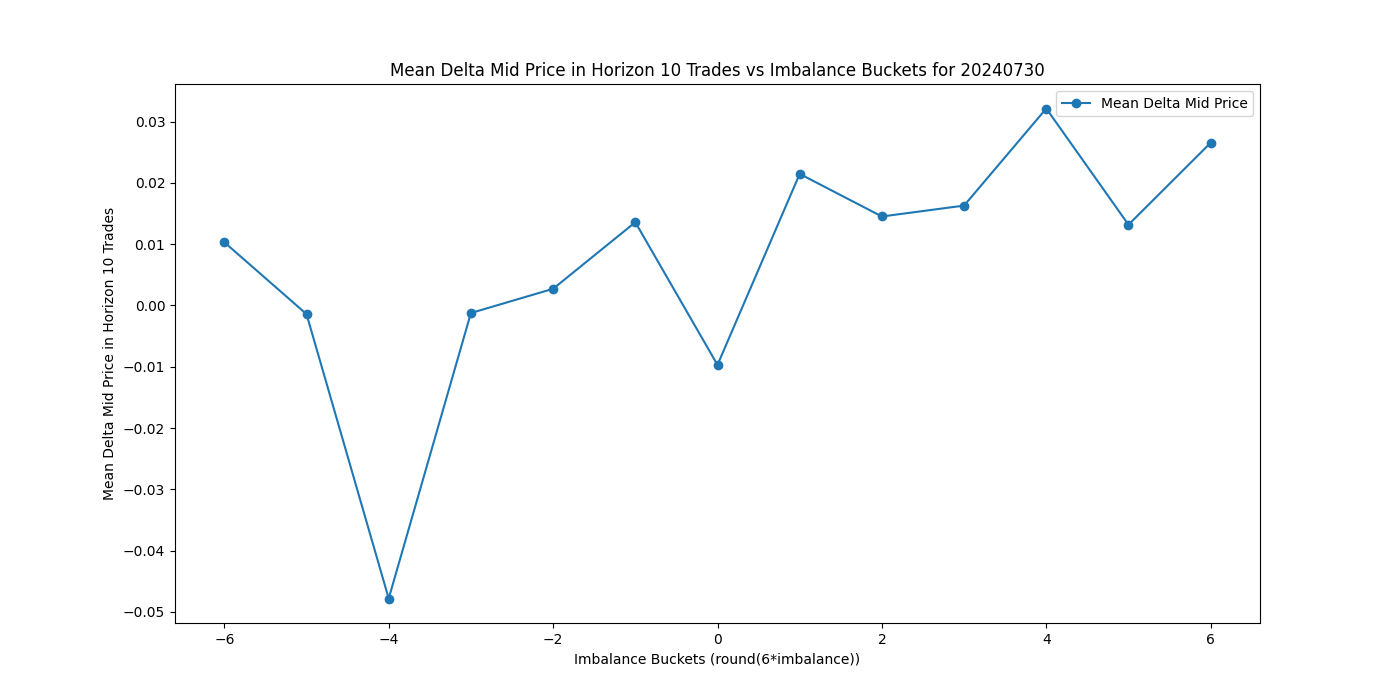 Mean Delta Mid Price in Horizon 10 Trades vs Imbalance Buckets for 20240730
Mean Delta Mid Price
Mean Delta Mid Price in Horizon 10 Trades
0.03
0.02
0.01
0.00
−0.01
−0.02
−0.03
−0.04
−0.05
−6 −4 −2 0 2 4 6
Imbalance Buckets (round(6*imbalance))